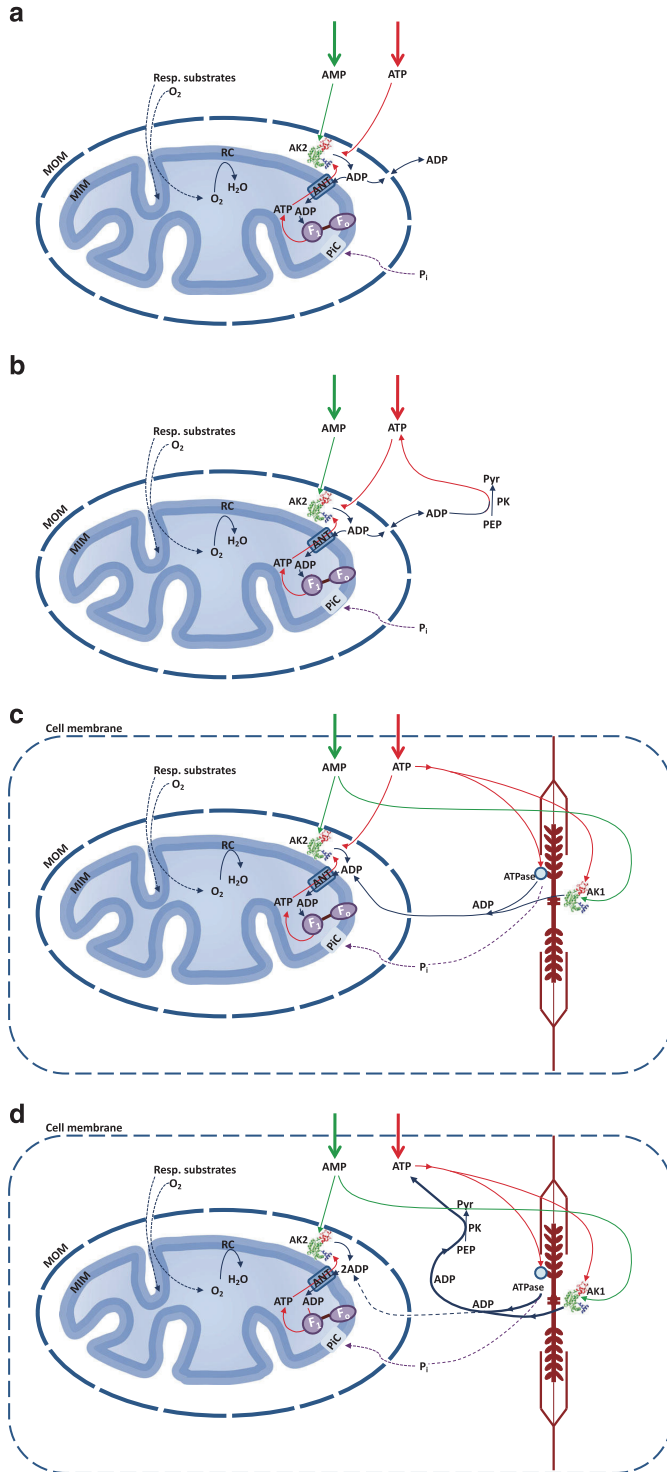 a
AMP
ATP
Resp. substrates
O2
MOM
RC
AK2
MIM
ADP
ADP
ANT
H2O
O2
ATP
ADP
F1
Fo
PiC
Pi
b
AMP
ATP
Resp. substrates
O2
Pyr
MOM
RC
AK2
PK
ADP
PEP
MIM
ADP
ANT
H2O
O2
ATP
ADP
F1
Fo
PiC
Pi
c
Cell membrane
AMP
ATP
Resp. substrates
O2
MOM
RC
AK2
MIM
ADP
ANT
ATPase
H2O
O2
AK1
ATP
ADP
ADP
F1
Fo
PiC
Pi
d
Cell membrane
AMP
ATP
Resp. substrates
O2
Pyr
MOM
RC
AK2
PK
PEP
MIM
2ADP
ANT
ADP
H2O
O2
ATPase
AK1
ATP
ADP
ADP
F1
Fo
PiC
Pi